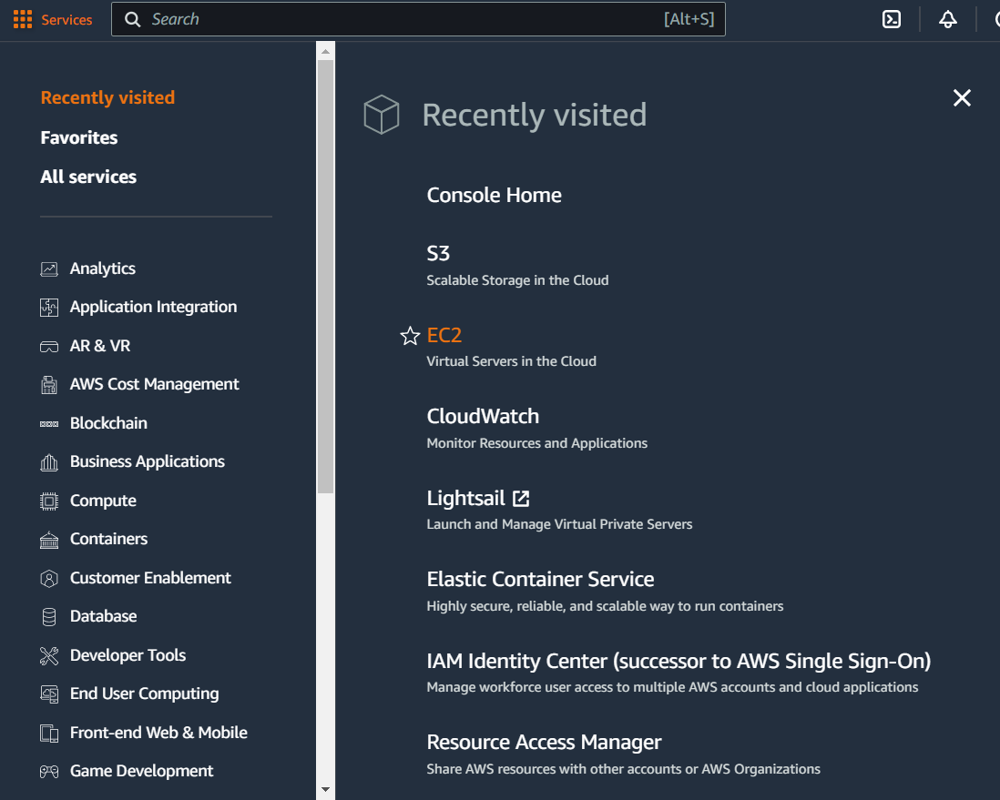 Services
Search
[Alt+S]
Recently visited
Favorites
All services
Analytics
Application Integration
AR & VR
AWS Cost Management
Blockchain
Business Applications
Compute
Containers
Customer Enablement
Database
Developer Tools
End User Computing
Front-end Web & Mobile
Game Development
Recently visited
Console Home
S3
Scalable Storage in the Cloud
EC2
Virtual Servers in the Cloud
CloudWatch
Monitor Resources and Applications
Lightsail
Launch and Manage Virtual Private Servers
Elastic Container Service
Highly secure, reliable, and scalable way to run containers
IAM Identity Center (successor to AWS Single Sign-On)
Manage workforce user access to multiple AWS accounts and cloud applications
Resource Access Manager
Share AWS resources with other accounts or AWS Organizations